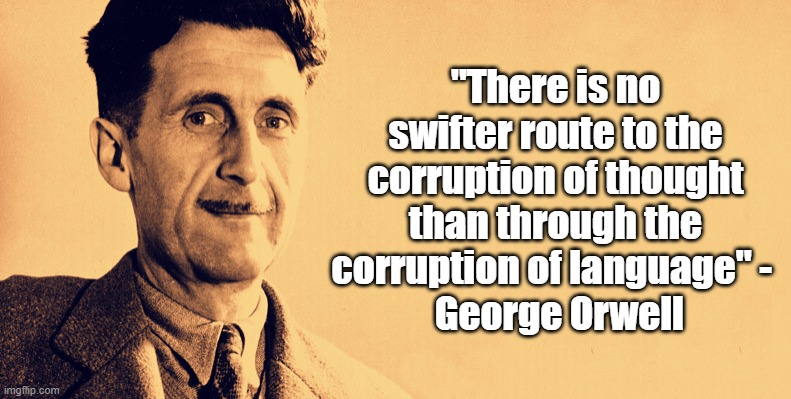 "There is no
swifter route to the
corruption of thought
than through the
corruption of language" -
George Orwell
imgflip.com